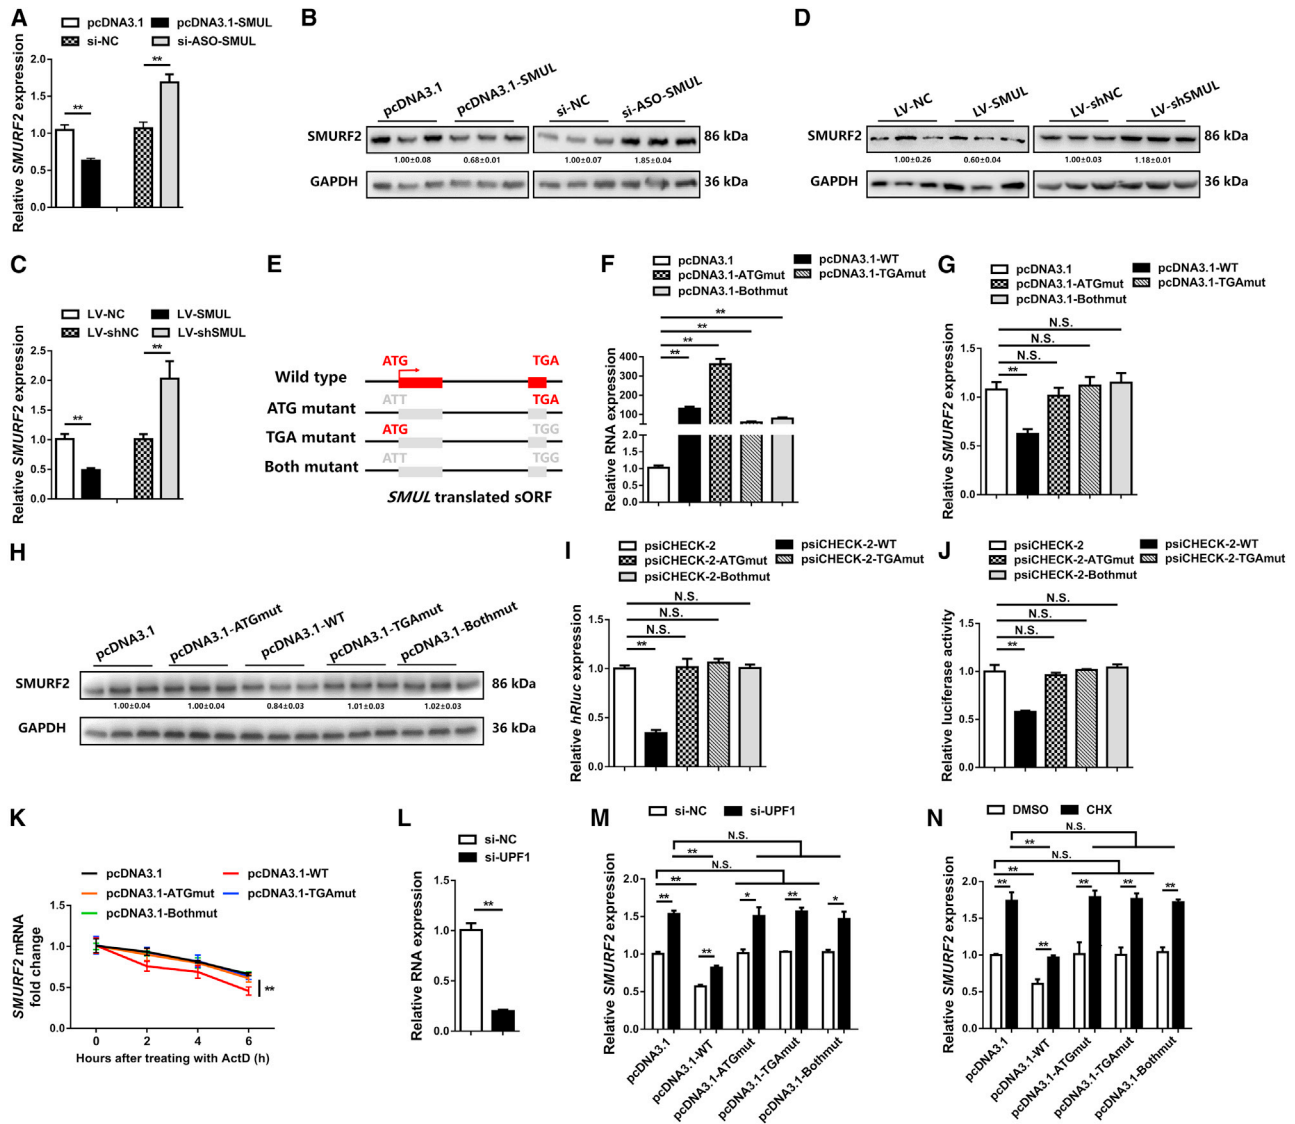 A
pcDNA3.1 pcDNA3.1-SMUL
si-NC si-ASO-SMUL
Relative SMURF2 expression
2.0
1.5
1.0
0.5
0.0
** **
B
pcDNA3.1 pcDNA3.1-SMUL si-NC si-ASO-SMUL
SMURF2 86 kDa
1.00±0.08 0.68±0.01 1.00±0.07 1.85±0.04
GAPDH 36 kDa
D
LV-NC LV-SMUL LV-shNC LV-shSMUL
SMURF2 86 kDa
1.00±0.26 0.60±0.04 1.00±0.03 1.18±0.01
GAPDH 36 kDa
C
LV-NC LV-SMUL
LV-shNC LV-shSMUL
Relative SMURF2 expression
2.5
2.0
1.5
1.0
0.5
0.0
** **
E
ATG TGA
Wild type
ATT TGA
ATG mutant
ATG TGG
TGA mutant
ATT TGG
Both mutant
SMUL translated sORF
F
pcDNA3.1 pcDNA3.1-WT
pcDNA3.1-ATGmut pcDNA3.1-TGAmut
pcDNA3.1-Bothmut
Relative RNA expression
400
300
200
100
2.0
1.5
1.0
0.5
0.0
**
**
**
**
G
pcDNA3.1 pcDNA3.1-WT
pcDNA3.1-ATGmut pcDNA3.1-TGAmut
pcDNA3.1-Bothmut
Relative SMURF2 expression
1.5
1.0
0.5
0.0
N.S.
N.S.
N.S.
**
H
pcDNA3.1 pcDNA3.1-ATGmut pcDNA3.1-WT pcDNA3.1-TGAmut pcDNA3.1-Bothmut
SMURF2 86 kDa
1.00±0.04 1.00±0.04 0.84±0.03 1.01±0.03 1.02±0.03
GAPDH 36 kDa
I
psiCHECK-2 psiCHECK-2-WT
psiCHECK-2-ATGmut psiCHECK-2-TGAmut
psiCHECK-2-Bothmut
Relative hRluc expression
1.5
1.0
0.5
0.0
N.S.
N.S.
N.S.
**
J
psiCHECK-2 psiCHECK-2-WT
psiCHECK-2-ATGmut psiCHECK-2-TGAmut
psiCHECK-2-Bothmut
Relative luciferase activity
1.5
1.0
0.5
0.0
N.S.
N.S.
N.S.
**
K
pcDNA3.1 pcDNA3.1-WT
pcDNA3.1-ATGmut pcDNA3.1-TGAmut
pcDNA3.1-Bothmut
SMURF2 mRNA
fold change
1.5
1.0
0.5
0.0
**
0 2 4 6
Hours after treating with ActD (h)
L
si-NC
si-UPF1
Relative RNA expression
1.5
1.0
0.5
0.0
**
M
si-NC si-UPF1
Relative SMURF2 expression
2.0
1.5
1.0
0.5
0.0
N.S.
**
N.S.
**
** ** * ** *
pcDNA3.1 pcDNA3.1-WT pcDNA3.1-ATGmut pcDNA3.1-TGAmut pcDNA3.1-Bothmut
N
DMSO CHX
Relative SMURF2 expression
2.0
1.5
1.0
0.5
0.0
N.S.
**
N.S.
**
** ** ** ** **
pcDNA3.1 pcDNA3.1-WT pcDNA3.1-ATGmut pcDNA3.1-TGAmut pcDNA3.1-Bothmut